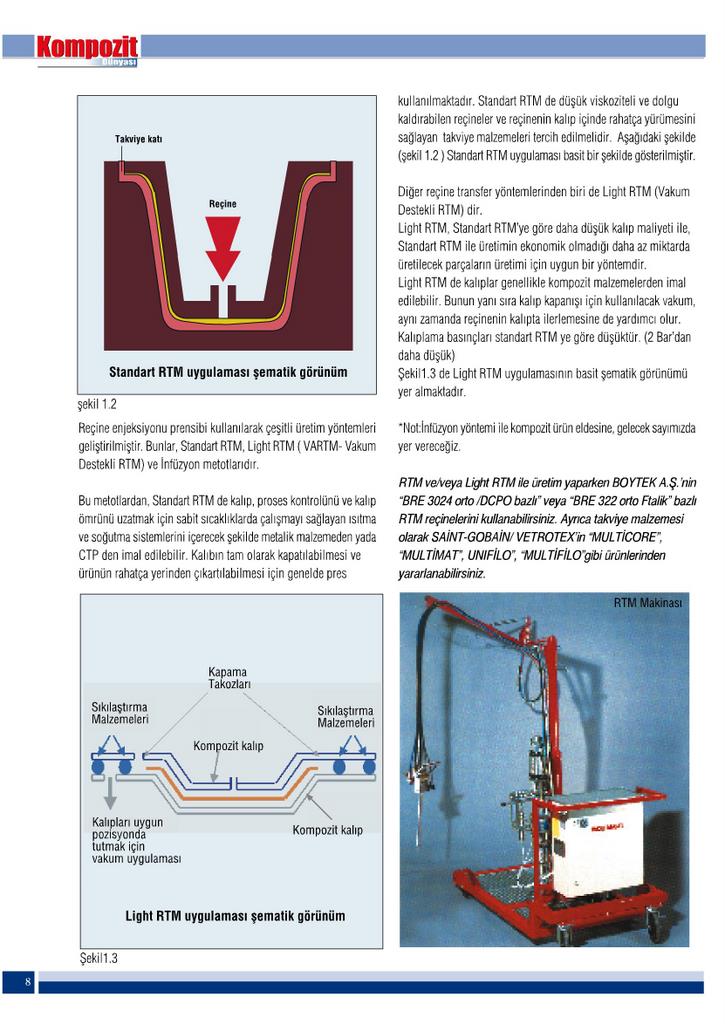 Kompozit
Dünyası
Takviye katı
Reçine
Standart RTM uygulaması şematik görünüm
şekil 1.2
Reçine enjeksiyonu prensibi kullanılarak çeşitli üretim yöntemleri
geliştirilmiştir. Bunlar, Standart RTM, Light RTM ( VARTM- Vakum
Destekli RTM) ve İnfüzyon metotlarıdır.
Bu metotlardan, Standart RTM de kalıp, proses kontrolünü ve kalıp
ömrünü uzatmak için sabit sıcaklıklarda çalışmayı sağlayan ısıtma
ve soğutma sistemlerini içerecek şekilde metalik malzemeden yada
CTP den imal edilebilir. Kalıbın tam olarak kapatılabilmesi ve
ürünün rahatça yerinden çıkartılabilmesi için genelde pres
kullanılmaktadır. Standart RTM de düşük viskoziteli ve dolgu
kaldırabilen reçineler ve reçinenin kalıp içinde rahatça yürümesini
sağlayan takviye malzemeleri tercih edilmelidir. Aşağıdaki şekilde
(şekil 1.2 ) Standart RTM uygulaması basit bir şekilde gösterilmiştir.
Diğer reçine transfer yöntemlerinden biri de Light RTM (Vakum
Destekli RTM) dir.
Light RTM, Standart RTM'ye göre daha düşük kalıp maliyeti ile,
Standart RTM ile üretimin ekonomik olmadığı daha az miktarda
üretilecek parçaların üretimi için uygun bir yöntemdir.
Light RTM de kalıplar genellikle kompozit malzemelerden imal
edilebilir. Bunun yanı sıra kalıp kapanışı için kullanılacak vakum,
aynı zamanda reçinenin kalıpta ilerlemesine de yardımcı olur.
Kalıplama basınçları standart RTM ye göre düşüktür. (2 Bar'dan
daha düşük)
Şekil1.3 de Light RTM uygulamasının basit şematik görünümü
yer almaktadır.
*Not:İnfüzyon yöntemi ile kompozit ürün eldesine, gelecek sayımızda
yer vereceğiz.
RTM ve/veya Light RTM ile üretim yaparken BOYTEK A.Ş.'nin
“BRE 3024 orto /DCPO bazlı” veya “BRE 322 orto Ftalik” bazlı
RTM reçinelerini kullanabilirsiniz. Ayrıca takviye malzemesi
olarak SAİNT-GOBAİN/ VETROTEX'in “MULTİCORE”,
“MULTİMAT”, UNIFİLO”, “MULTİFİLO”gibi ürünlerinden
yararlanabilirsiniz.
Kapama
Takozları
Sıkılaştırma
Malzemeleri
Sıkılaştırma
Malzemeleri
Kompozit kalıp
Kalıpları uygun
pozisyonda
tutmak için
vakum uygulaması
Kompozit kalıp
Light RTM uygulaması şematik görünüm
Şekil1.3
RTM Makinası
8